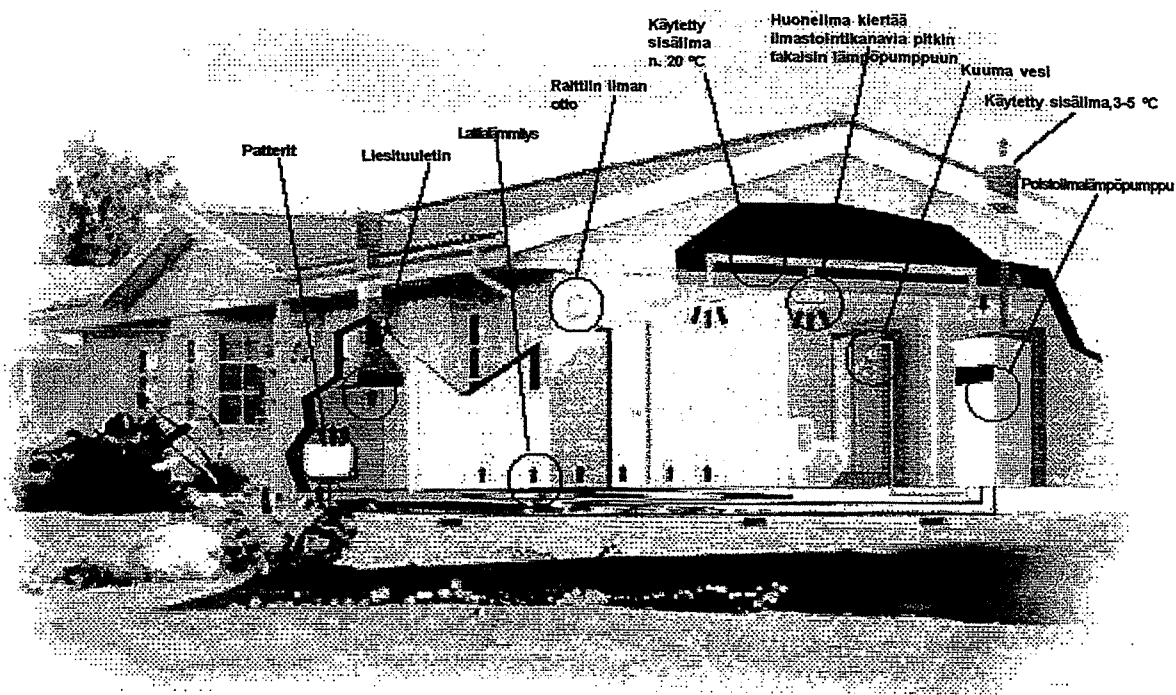 Käytetty
sisäilma
n. 20 °C
Huoneilma kiertää
ilmastointikanavia pitkin
takaisin lämpöpumppuun
Kuuma vesi
Raittiin ilman
otto
Käytetty sisäilma,3-5 °C
Lattialämmitys
Patterit
Liesituuletin
Poistoilmalämpöpumppu